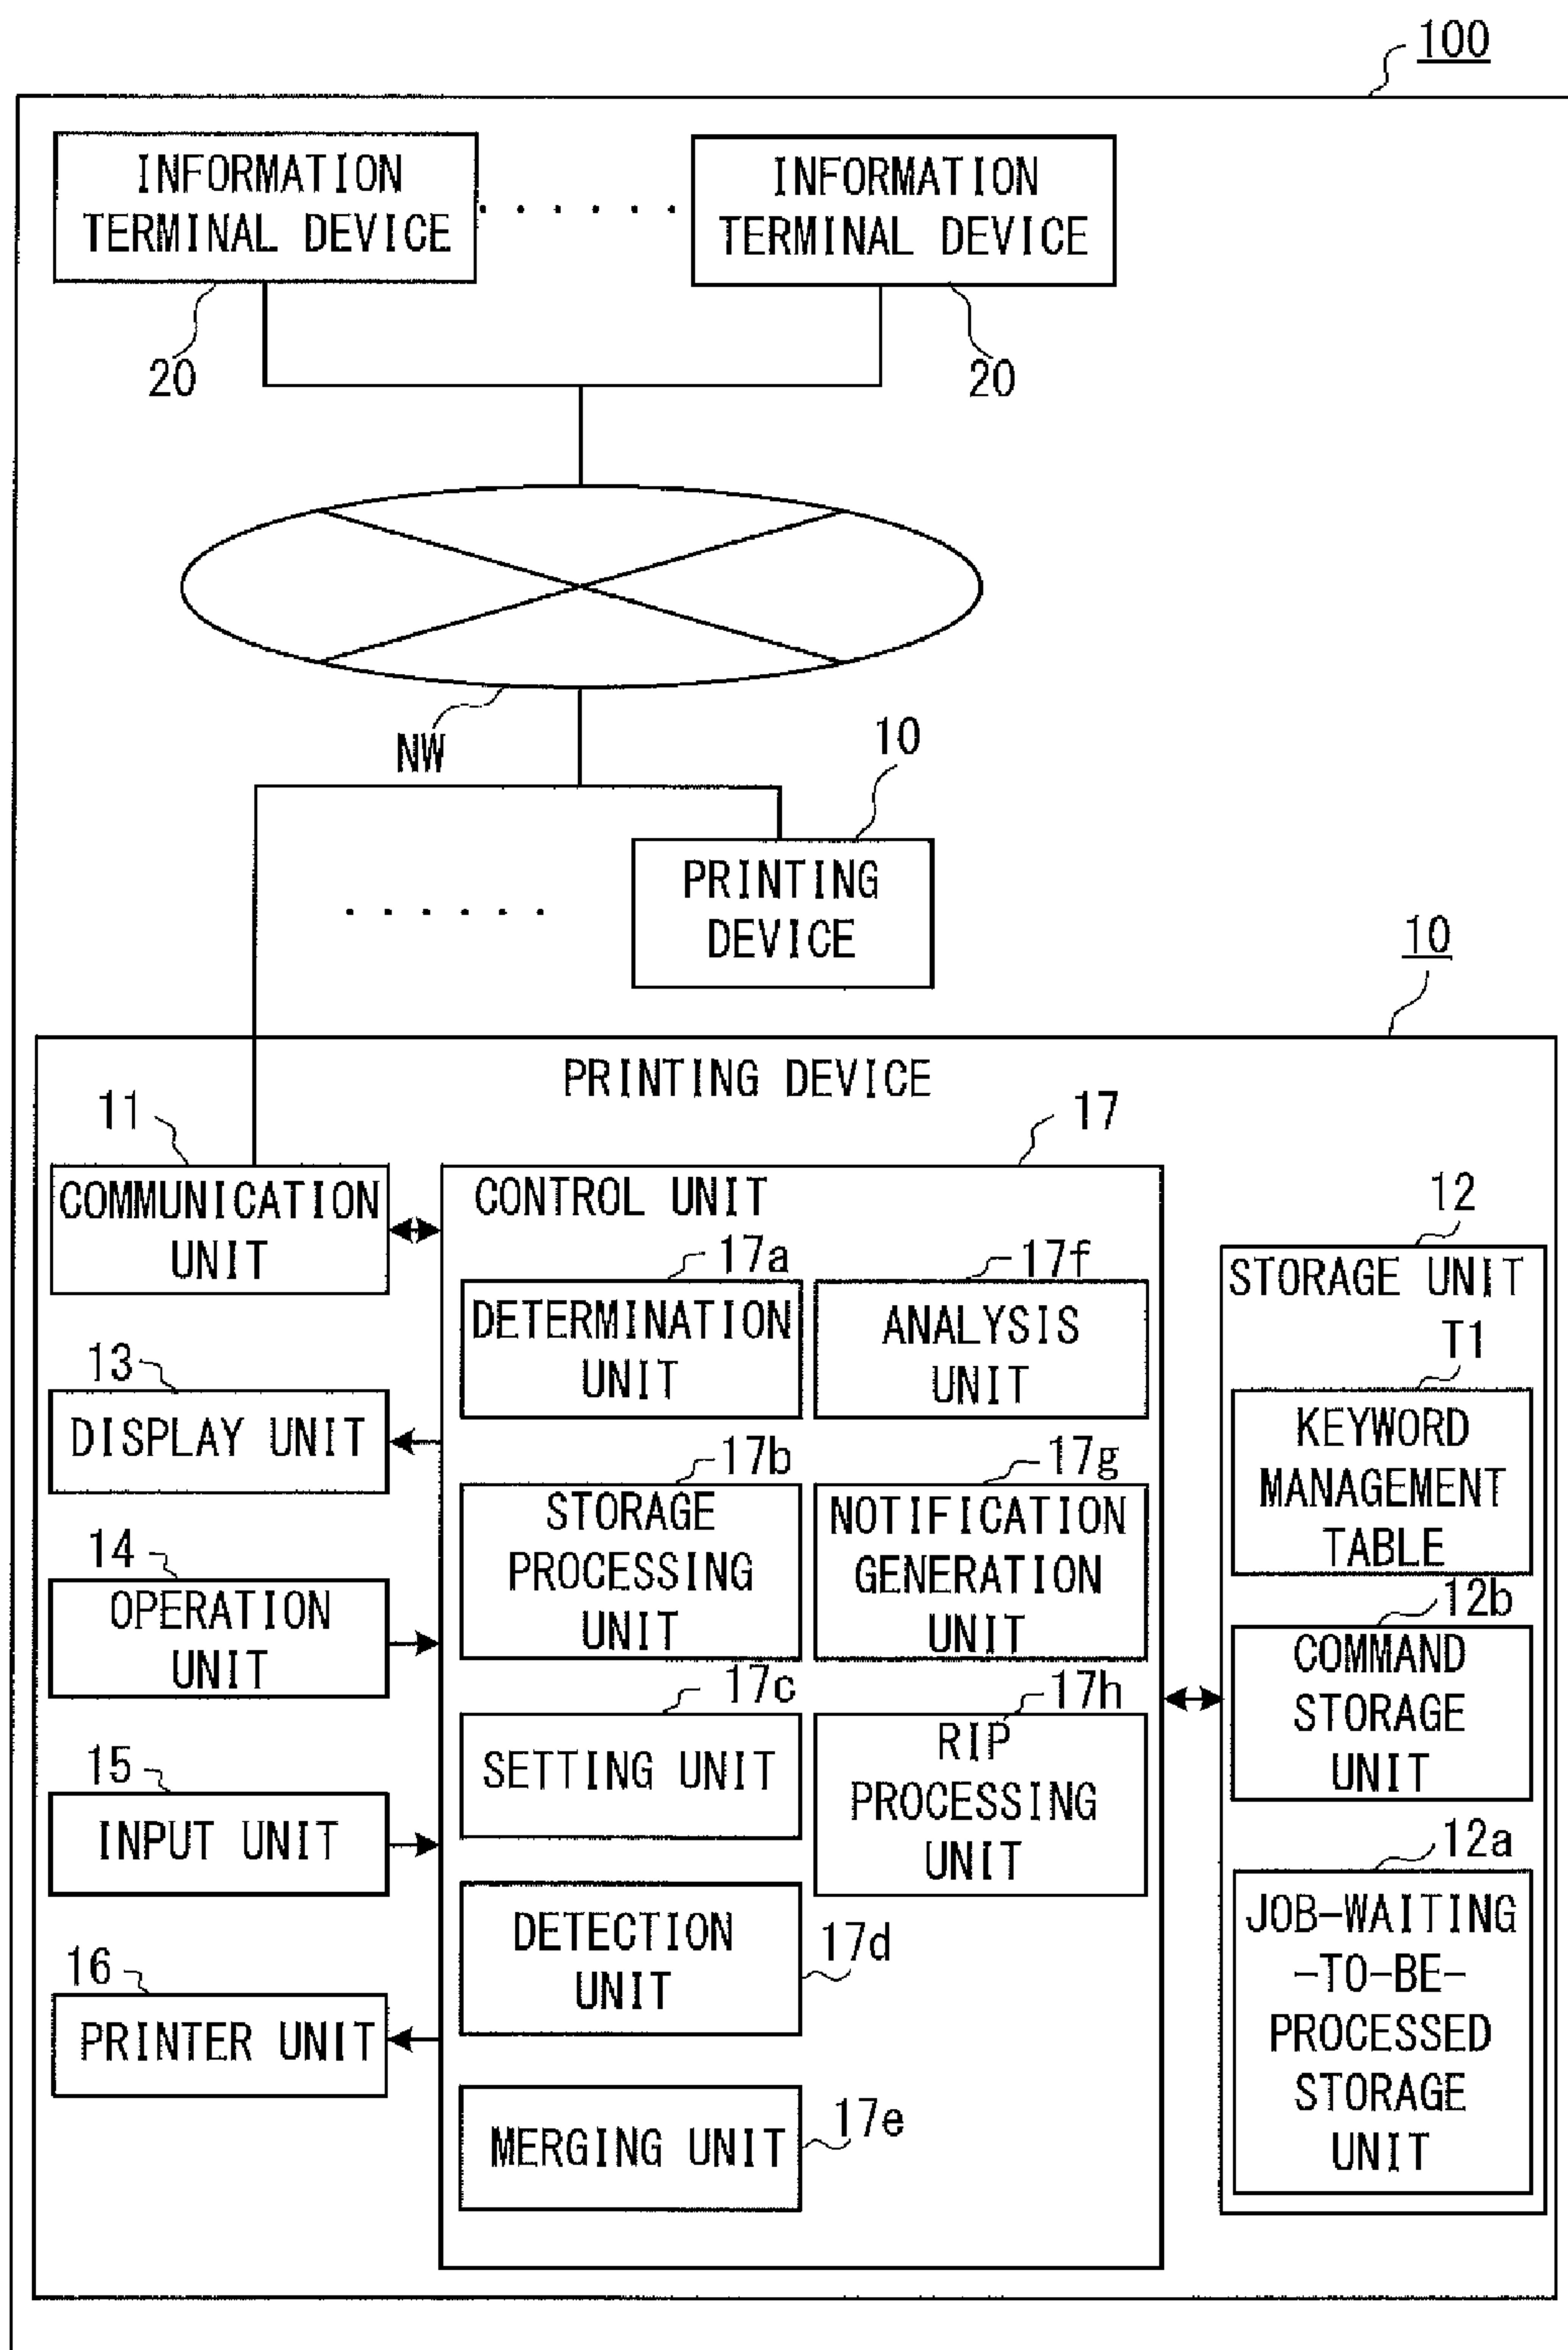 100
INFORMATION
TERMINAL DEVICE
INFORMATION
TERMINAL DEVICE
20
20
NW
10
PRINTING
DEVICE
10
PRINTING DEVICE
11
COMMUNICATION
UNIT
13
DISPLAY UNIT
14
OPERATION
UNIT
15
INPUT UNIT
16
PRINTER UNIT
17
CONTROL UNIT
17a
DETERMINATION
UNIT
17f
ANALYSIS
UNIT
17b
STORAGE
PROCESSING
UNIT
17g
NOTIFICATION
GENERATION
UNIT
17c
SETTING UNIT
17h
RIP
PROCESSING
UNIT
DETECTION
UNIT
17d
MERGING UNIT
17e
12
STORAGE UNIT
T1
KEYWORD
MANAGEMENT
TABLE
12b
COMMAND
STORAGE
UNIT
12a
JOB-WAITING
-TO-BE-
PROCESSED
STORAGE
UNIT